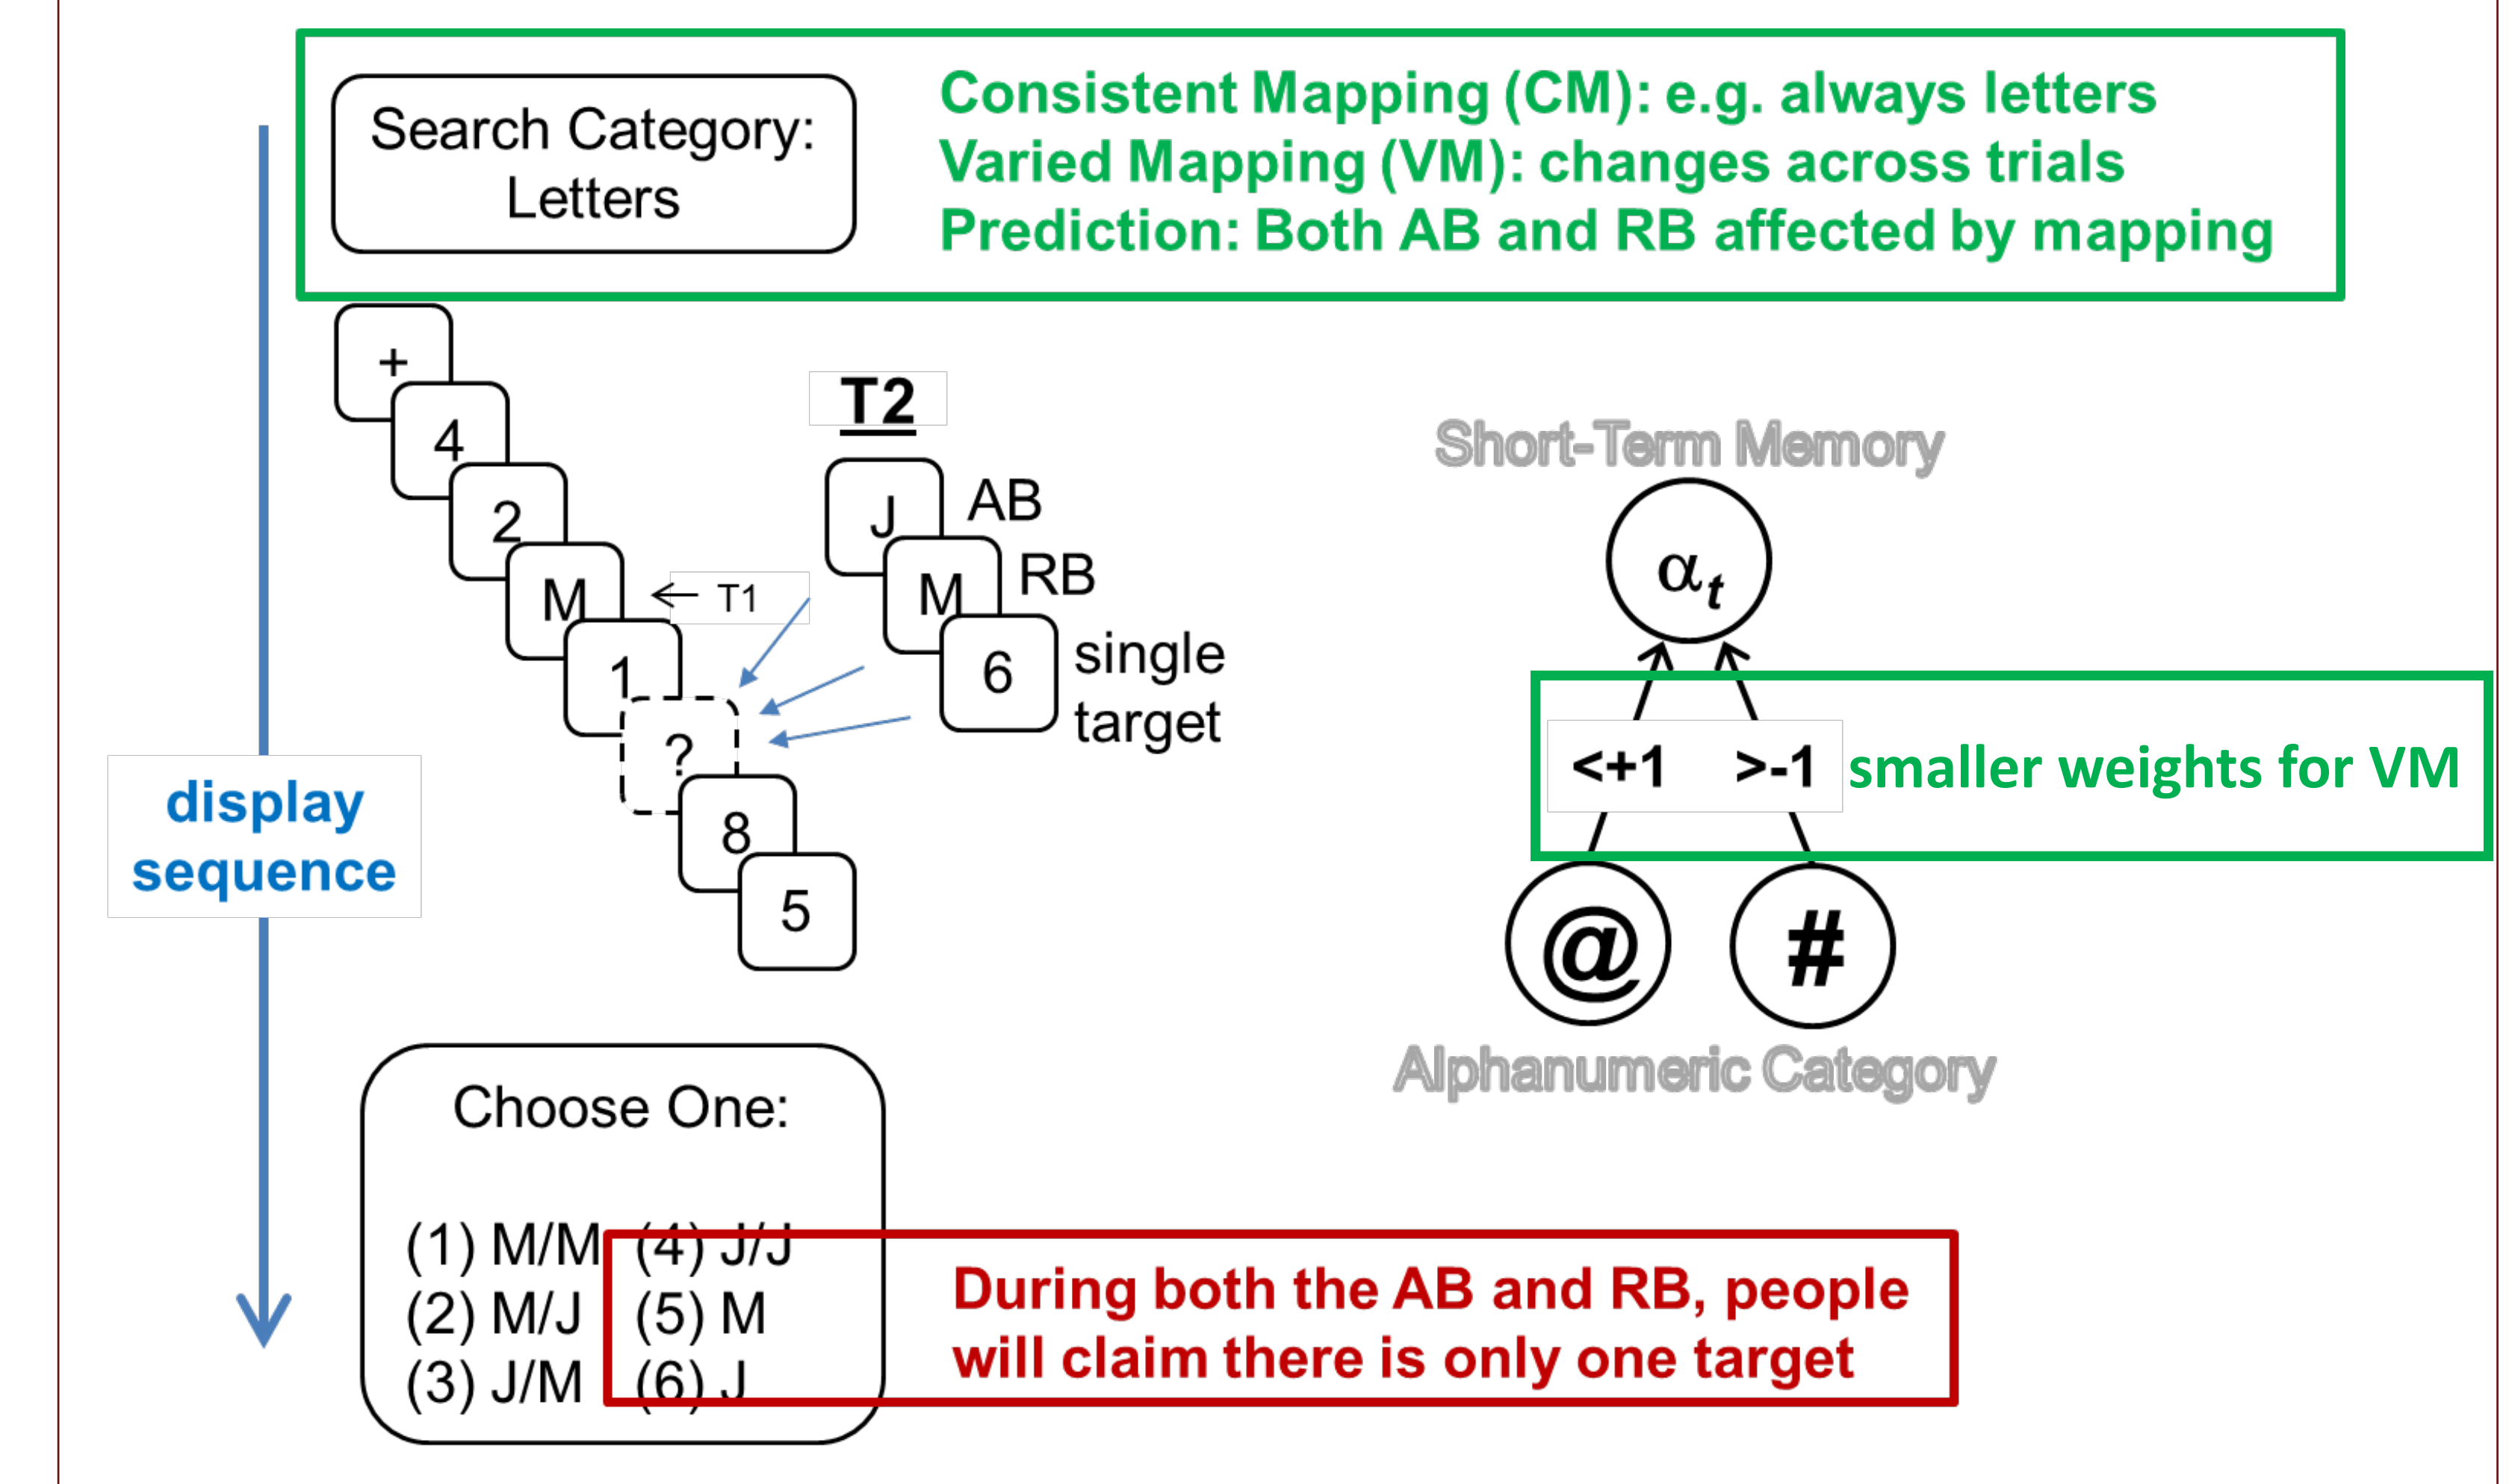 Search Category:
Letters
Consistent Mapping (CM): e.g. always letters
Varied Mapping (VM): changes across trials
Prediction: Both AB and RB affected by mapping
+
4
2
M
1
?
8
5
← T1
T2
J AB
M RB
6 single
target
display
sequence
Short-Term Memory
αt
<+1 >-1 smaller weights for VM
@ #
Alphanumeric Category
Choose One:
(1) M/M (4) J/J
(2) M/J (5) M
(3) J/M (6) J
During both the AB and RB, people
will claim there is only one target